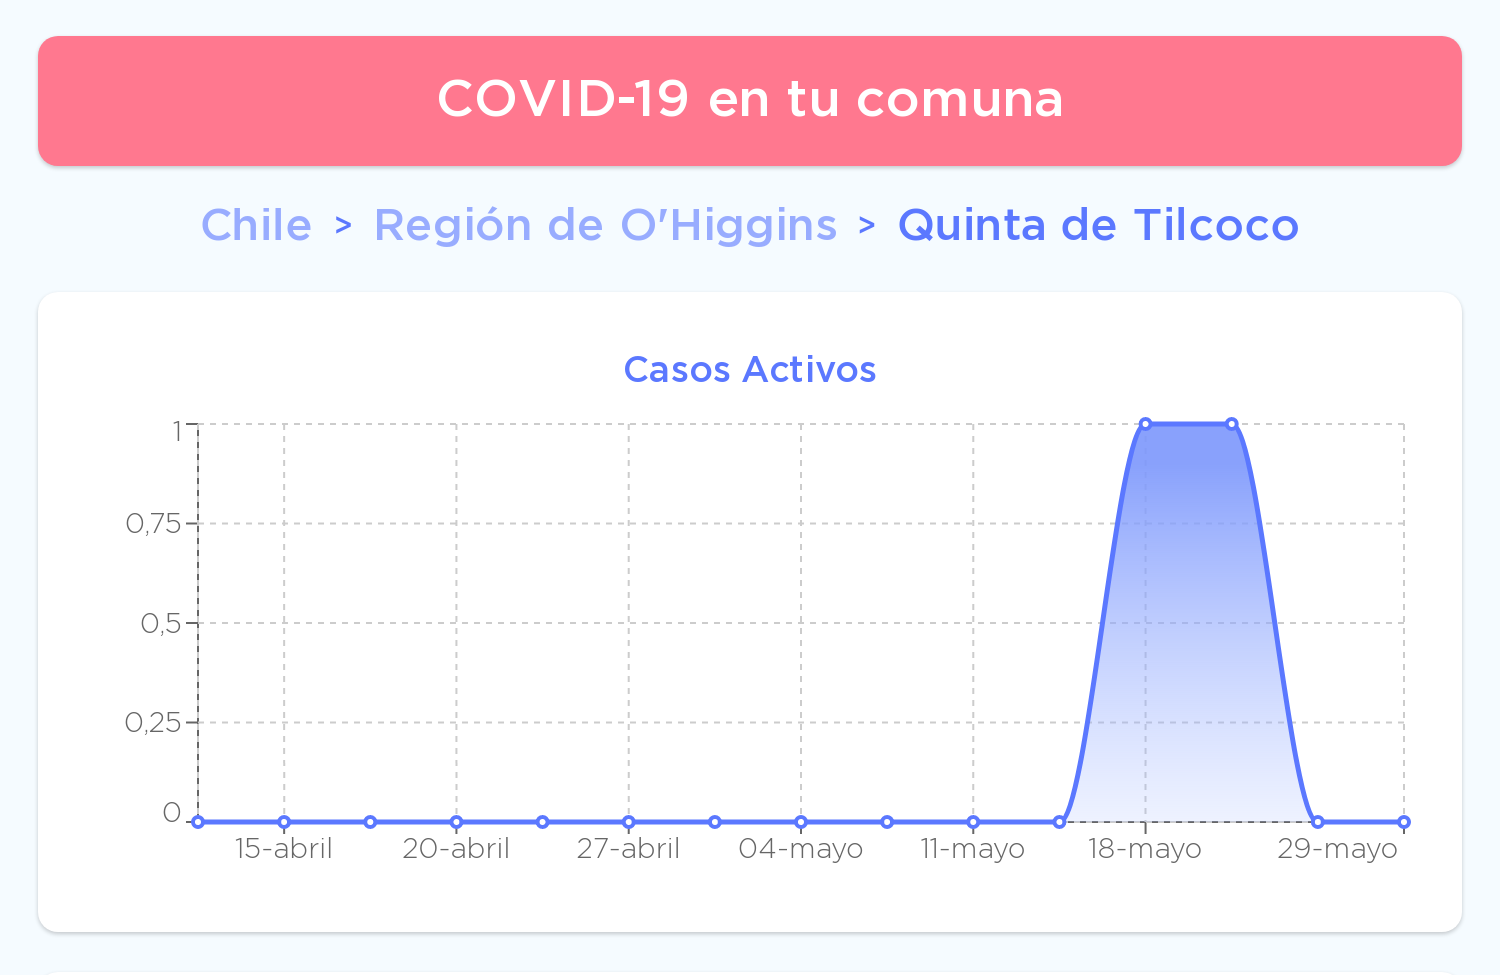 COVID-19 en tu comuna
Chile > Región de O'Higgins > Quinta de Tilcoco
Casos Activos
1
0,75
0,5
0,25
0
15-abril 20-abril 27-abril 04-mayo 11-mayo 18-mayo 29-mayo